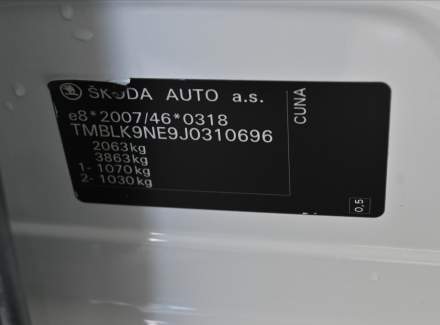 ŠKODA AUTO a.s.
e8*2007/46*0318
TMBLK9NE9J0310696
2063kg
3863kg
1- 1070kg
2- 1030kg
CUNA
0,5